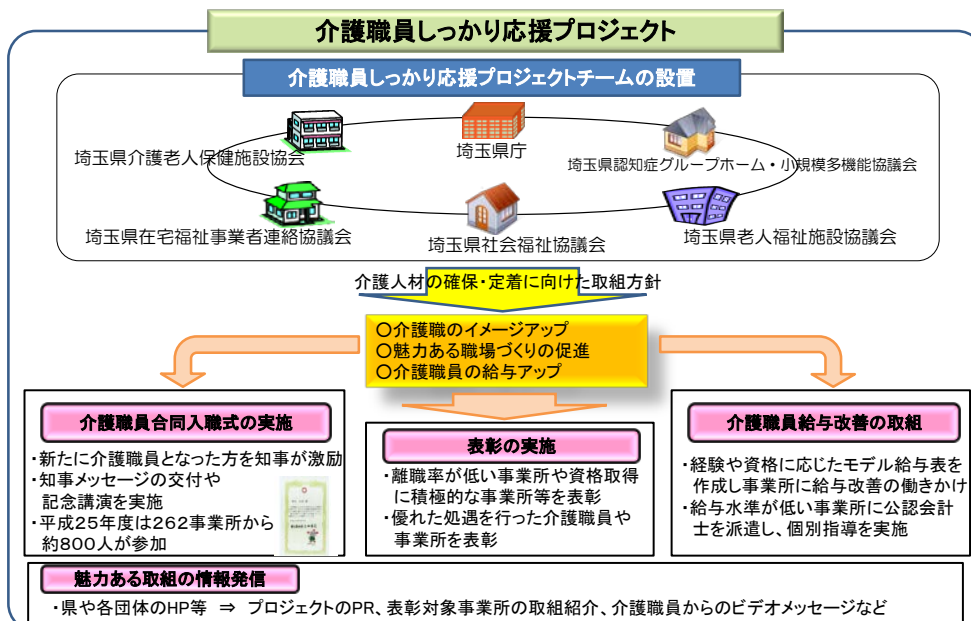 介護職員しっかり応援プロジェクト
介護職員しっかり応援プロジェクトチームの設置
埼玉県介護老人保健施設協会
埼玉県庁
埼玉県認知症グループホーム・小規模多機能協議会
埼玉県在宅福祉事業者連絡協議会
埼玉県社会福祉協議会
埼玉県老人福祉施設協議会
介護人材の確保・定着に向けた取組方針
○介護職のイメージアップ
○魅力ある職場づくりの促進
○介護職員の給与アップ
介護職員合同入職式の実施
・新たに介護職員となった方を知事が激励
・知事メッセージの交付や
記念講演を実施
・平成25年度は262事業所から
約800人が参加
表彰の実施
・離職率が低い事業所や資格取得
に積極的な事業所等を表彰
・優れた処遇を行った介護職員や
事業所を表彰
介護職員給与改善の取組
・経験や資格に応じたモデル給与表を
作成し事業所に給与改善の働きかけ
・給与水準が低い事業所に公認会計
士を派遣し、個別指導を実施
魅力ある取組の情報発信
・県や各団体のHP等 ⇒ プロジェクトのPR、表彰対象事業所の取組紹介、介護職員からのビデオメッセージなど